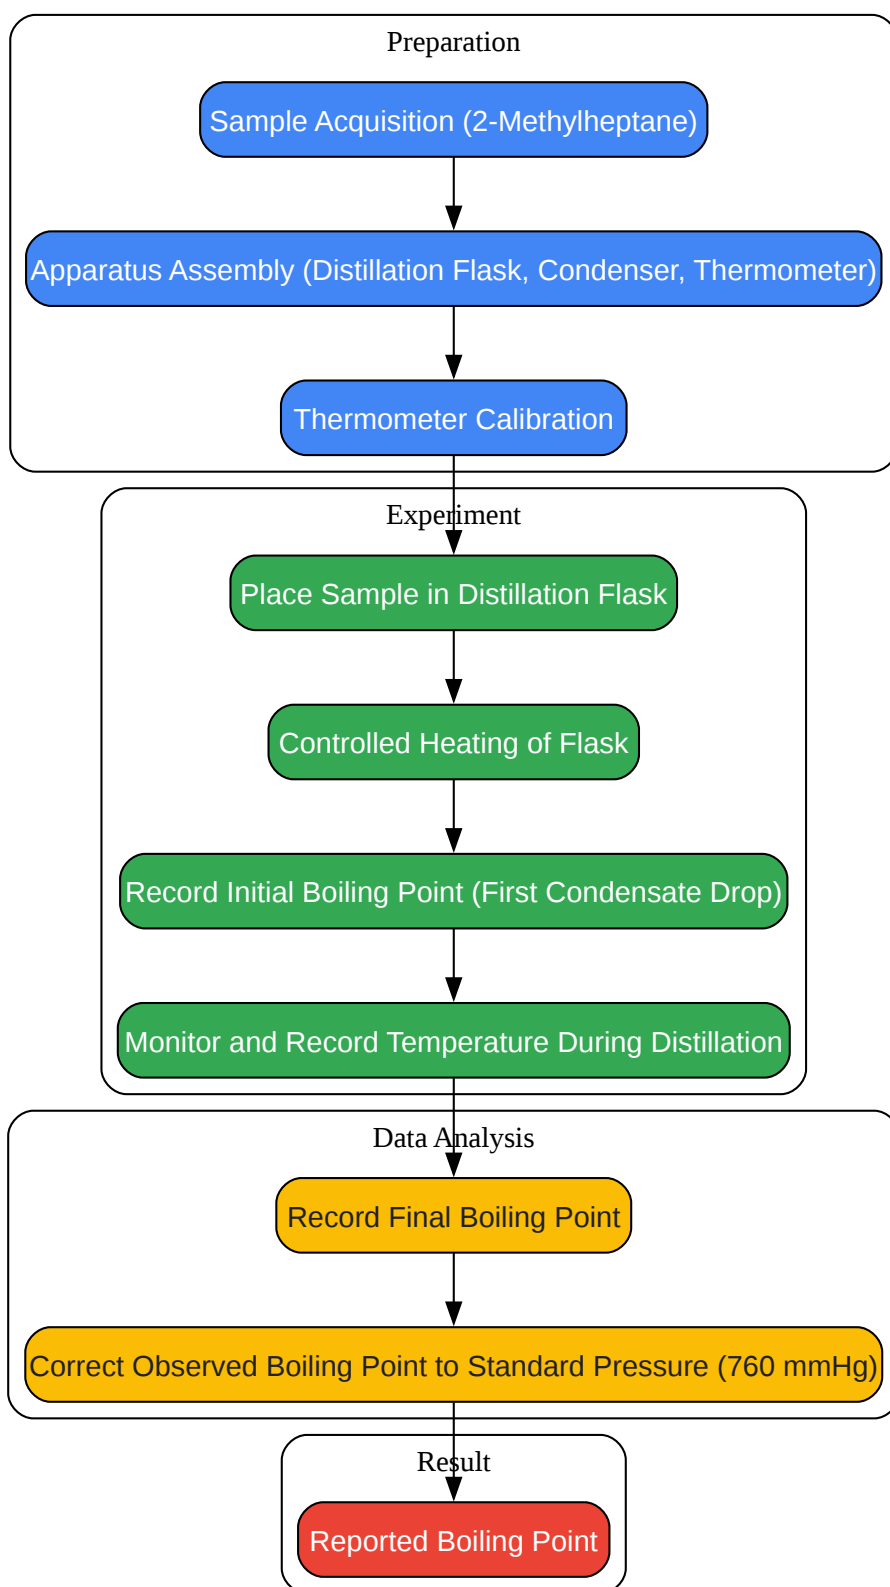 Preparation
Sample Acquisition (2-Methylheptane)
Apparatus Assembly (Distillation Flask, Condenser, Thermometer)
Thermometer Calibration
Experiment
Place Sample in Distillation Flask
Controlled Heating of Flask
Record Initial Boiling Point (First Condensate Drop)
Monitor and Record Temperature During Distillation
Data Analysis
Record Final Boiling Point
Correct Observed Boiling Point to Standard Pressure (760 mmHg)
Result
Reported Boiling Point